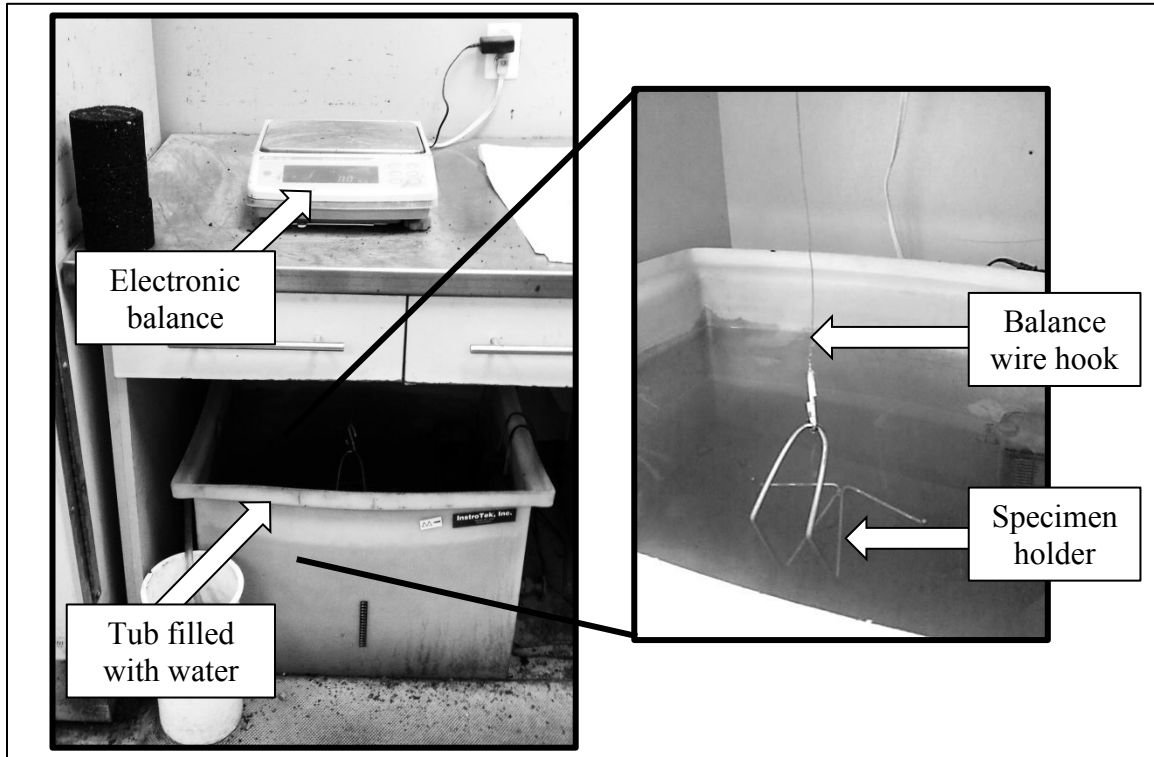 Electronic
balance
InstroTek, Inc.
Tub filled
with water
Balance
wire hook
Specimen
holder